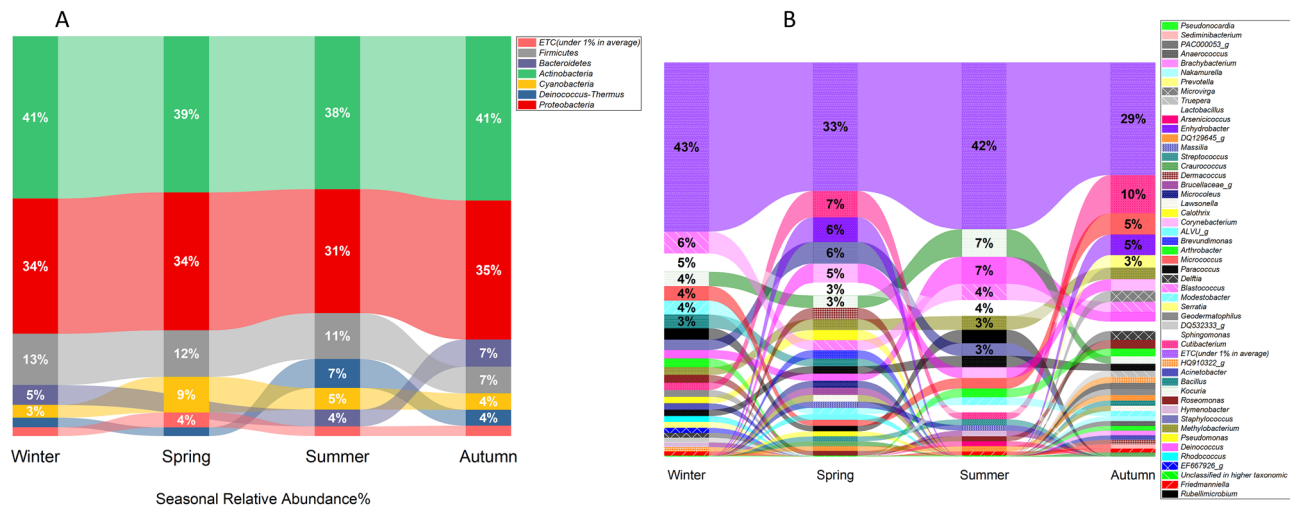 A
41%
39%
38%
41%
34%
34%
31%
35%
13%
12%
11%
7%
5%
9%
7%
7%
3%
4%
5%
4%
4%
4%
Winter
Spring
Summer
Autumn
Seasonal Relative Abundance%
ETC(under 1% in average)
Firmicutes
Bacteroidetes
Actinobacteria
Cyanobacteria
Deinococcus-Thermus
Proteobacteria
B
43%
6%
5%
4%
4%
4%
3%
33%
7%
6%
6%
5%
3%
3%
42%
7%
7%
4%
4%
3%
3%
29%
10%
5%
5%
3%
Winter
Spring
Summer
Autumn
Pseudonocardia
Sediminibacterium
PAC000053_g
Anaerococcus
Brachybacterium
Nakamurella
Prevotella
Microvirga
Truepera
Lactobacillus
Arsenicicoccus
Enhydrobacter
DQ129645_g
Massilia
Streptococcus
Craurococcus
Dermacoccus
Brucellaceae_g
Microcoleus
Lawsonella
Calothrix
Corynebacterium
ALVU_g
Brevundimonas
Arthrobacter
Micrococcus
Paracoccus
Delftia
Blastococcus
Modestobacter
Serratia
Geodermatophilus
DQ532333_g
Sphingomonas
Cutibacterium
ETC(under 1% in average)
HQ910322_g
Acinetobacter
Bacillus
Kocuria
Roseomonas
Hymenobacter
Staphylococcus
Methylobacterium
Pseudomonas
Deinococcus
Rhodococcus
EF667926_g
Unclassified in higher taxonomic
Friedmanniella
Rubellimicrobium